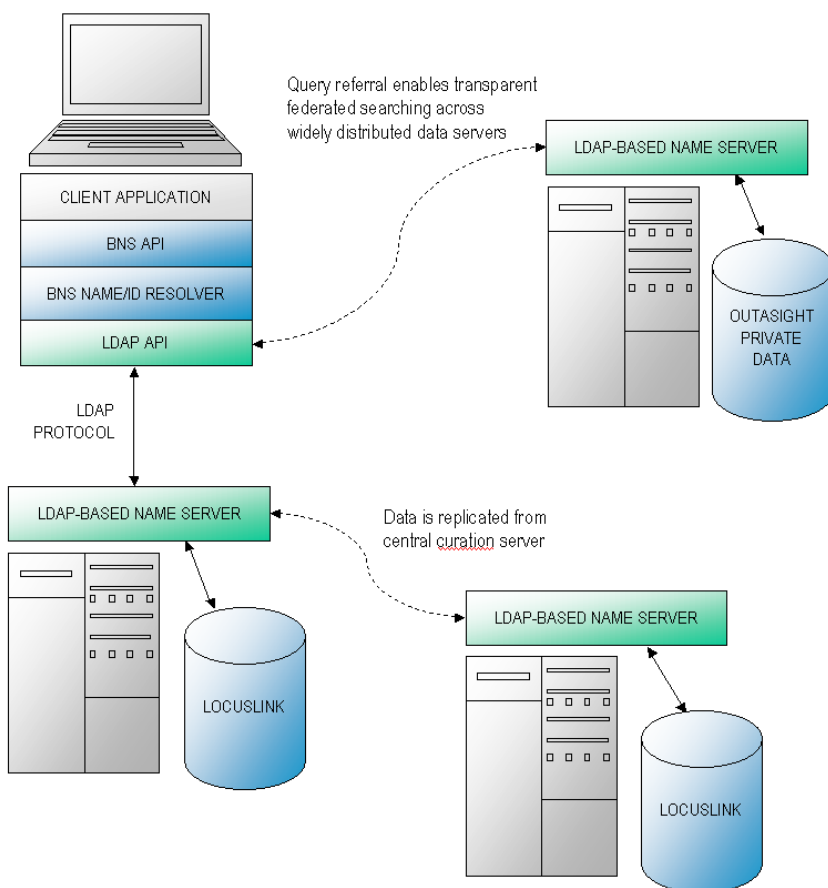 Query referral enables transparent
federated searching across
widely distributed data servers
LDAP-BASED NAME SERVER
CLIENT APPLICATION
BNS API
BNS NAME/ID RESOLVER
LDAP API
OUTASIGHT
PRIVATE
DATA
LDAP
PROTOCOL
LDAP-BASED NAME SERVER
Data is replicated from
central curation server
LDAP-BASED NAME SERVER
LOCUSLINK
LOCUSLINK